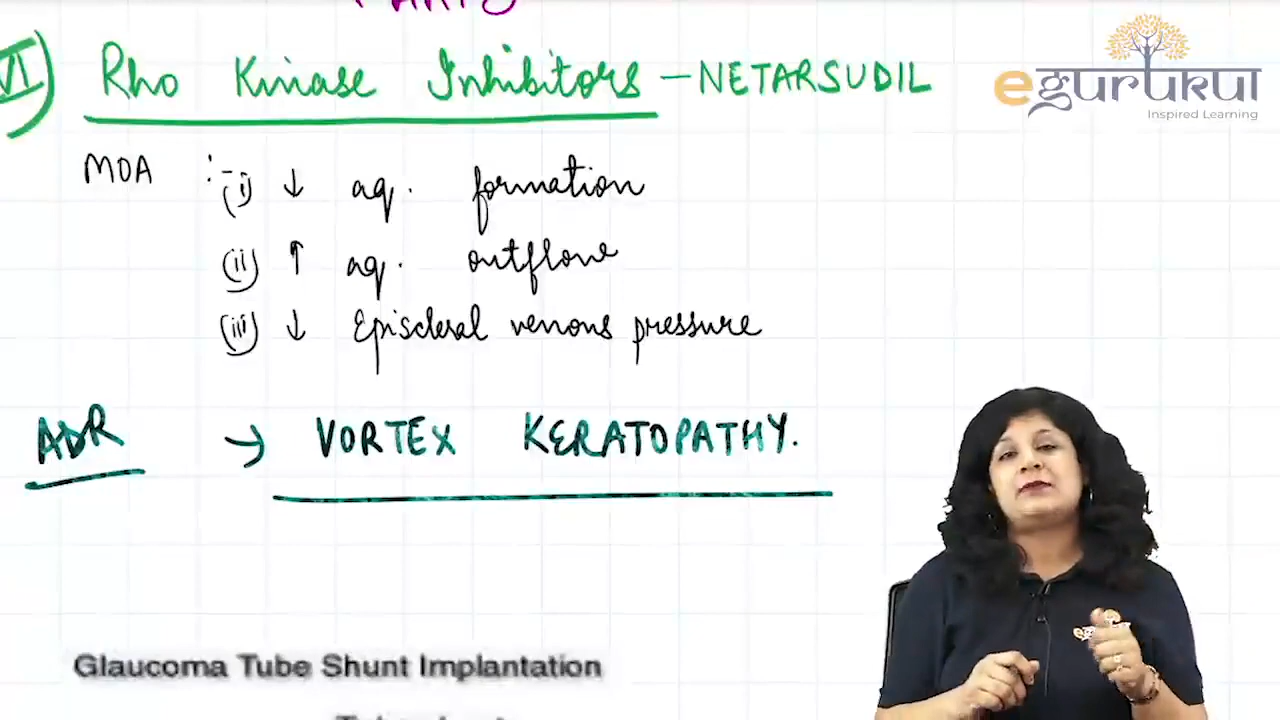 PARTS
VI) Rho Kinase Inhibitors – NETARSUDIL
egurukul
Inspired Learning
MOA :- (i) ↓ aq. formation
(ii) ↑ aq. outflow
(iii) ↓ Episcleral venous pressure
ADR → VORTEX KERATOPATHY.
Glaucoma Tube Shunt Implantation